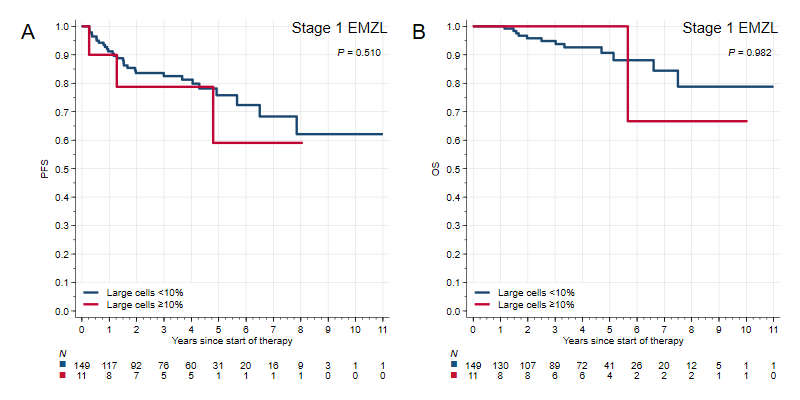 A
Stage 1 EMZL
P = 0.510
1.0
0.9
0.8
0.7
0.6
0.5
0.4
0.3
0.2
0.1
0.0
PFS
Large cells <10%
Large cells ≥10%
0 1 2 3 4 5 6 7 8 9 10 11
Years since start of therapy
N
149 117 92 76 60 31 20 16 9 3 1 1
11 8 7 5 5 1 1 1 1 0 0 0
B
Stage 1 EMZL
P = 0.982
1.0
0.9
0.8
0.7
0.6
0.5
0.4
0.3
0.2
0.1
0.0
OS
Large cells <10%
Large cells ≥10%
0 1 2 3 4 5 6 7 8 9 10 11
Years since start of therapy
N
149 130 107 89 72 41 26 20 12 5 1 1
11 8 8 6 6 4 2 2 2 1 1 0